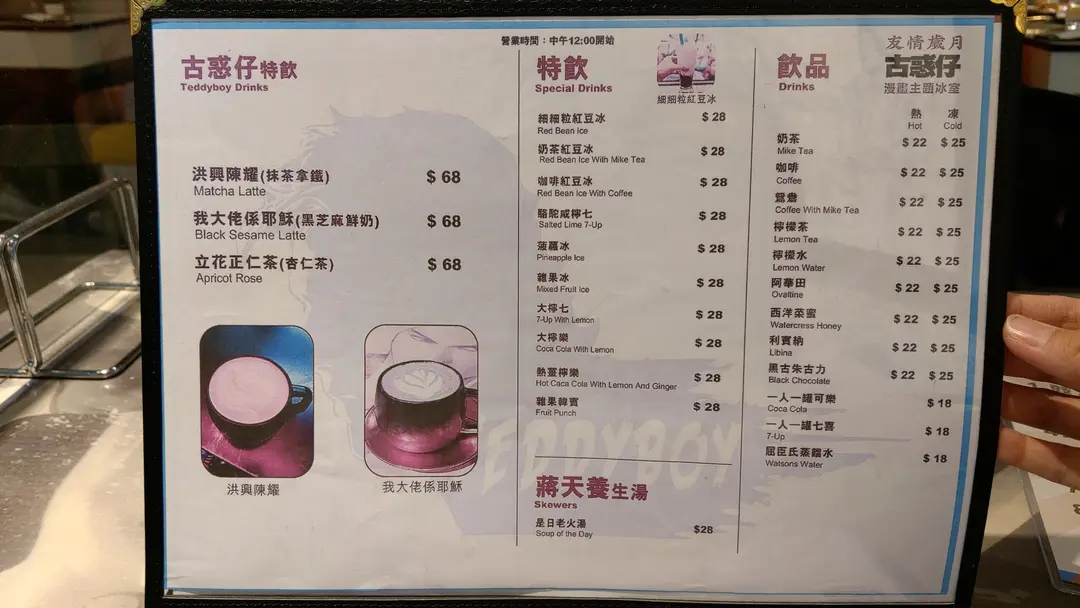 營業時間：中午12:00開始
古惑仔特飲
Teddyboy Drinks
洪興陳耀(抹茶拿鐵)
Matcha Latte
$ 68
我大佬係耶穌(黑芝麻鮮奶)
Black Sesame Latte
$ 68
立花正仁茶(杏仁茶)
Apricot Rose
$ 68
洪興陳耀
我大佬係耶穌
特飲
Special Drinks
細細粒紅豆冰
細細粒紅豆冰
Red Bean Ice
$ 28
奶茶紅豆冰
Red Bean Ice With Mike Tea
$ 28
咖啡紅豆冰
Red Bean Ice With Coffee
$ 28
駱駝咸檸七
Salted Lime 7-Up
$ 28
菠蘿冰
Pineapple Ice
$ 28
雜果冰
Mixed Fruit Ice
$ 28
大檸七
7-Up With Lemon
$ 28
大檸樂
Coca Cola With Lemon
$ 28
熱薑檸樂
Hot Caca Cola With Lemon And Ginger
$ 28
雜果韓賓
Fruit Punch
$ 28
EDDYBOY
蔣天養生湯
Skewers
是日老火湯
Soup of the Day
$28
友情歲月
古惑仔
漫畫主題冰室
飲品
Drinks
熱 凍
Hot Cold
奶茶
Mike Tea
$ 22 $ 25
咖啡
Coffee
$ 22 $ 25
鴛鴦
Coffee With Mike Tea
$ 22 $ 25
檸檬茶
Lemon Tea
$ 22 $ 25
檸檬水
Lemon Water
$ 22 $ 25
阿華田
Ovaltine
$ 22 $ 25
西洋菜蜜
Watercress Honey
$ 22 $ 25
利賓納
Libina
$ 22 $ 25
黑古朱古力
Black Chocolate
$ 22 $ 25
一人一罐可樂
Coca Cola
$ 18
一人一罐七喜
7-Up
$ 18
屈臣氏蒸餾水
Watsons Water
$ 18